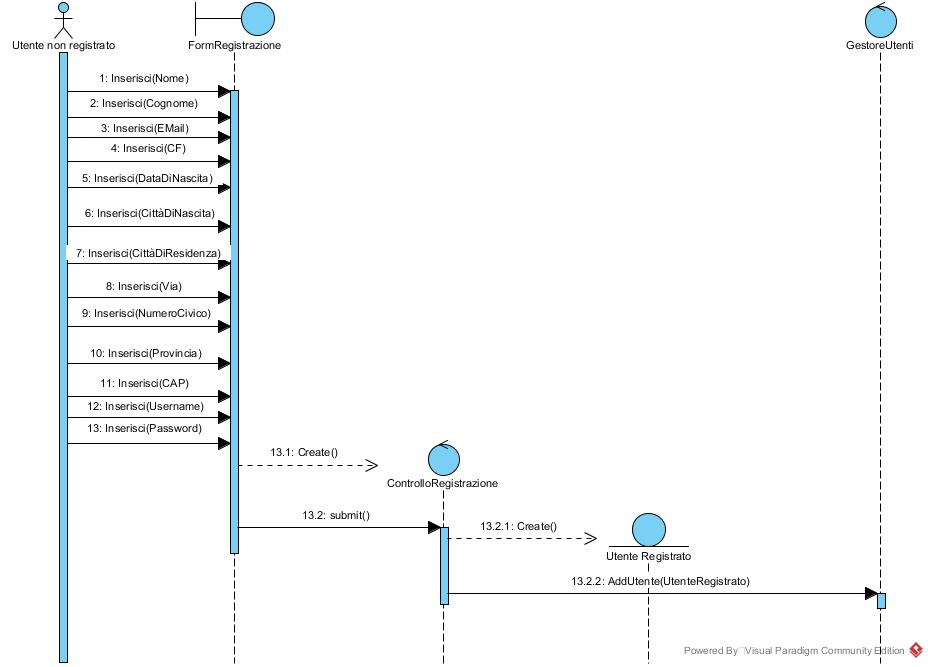 Utente non registrato
FormRegistrazione
GestoreUtenti
1: Inserisci(Nome)
2: Inserisci(Cognome)
3: Inserisci(EMail)
4: Inserisci(CF)
5: Inserisci(DataDiNascita)
6: Inserisci(CittàDiNascita)
7: Inserisci(CittàDiResidenza)
8: Inserisci(Via)
9: Inserisci(NumeroCivico)
10: Inserisci(Provincia)
11: Inserisci(CAP)
12: Inserisci(Username)
13: Inserisci(Password)
13.1: Create()
ControlloRegistrazione
13.2: submit()
13.2.1: Create()
Utente Registrato
13.2.2: AddUtente(UtenteRegistrato)
Powered By Visual Paradigm Community Edition